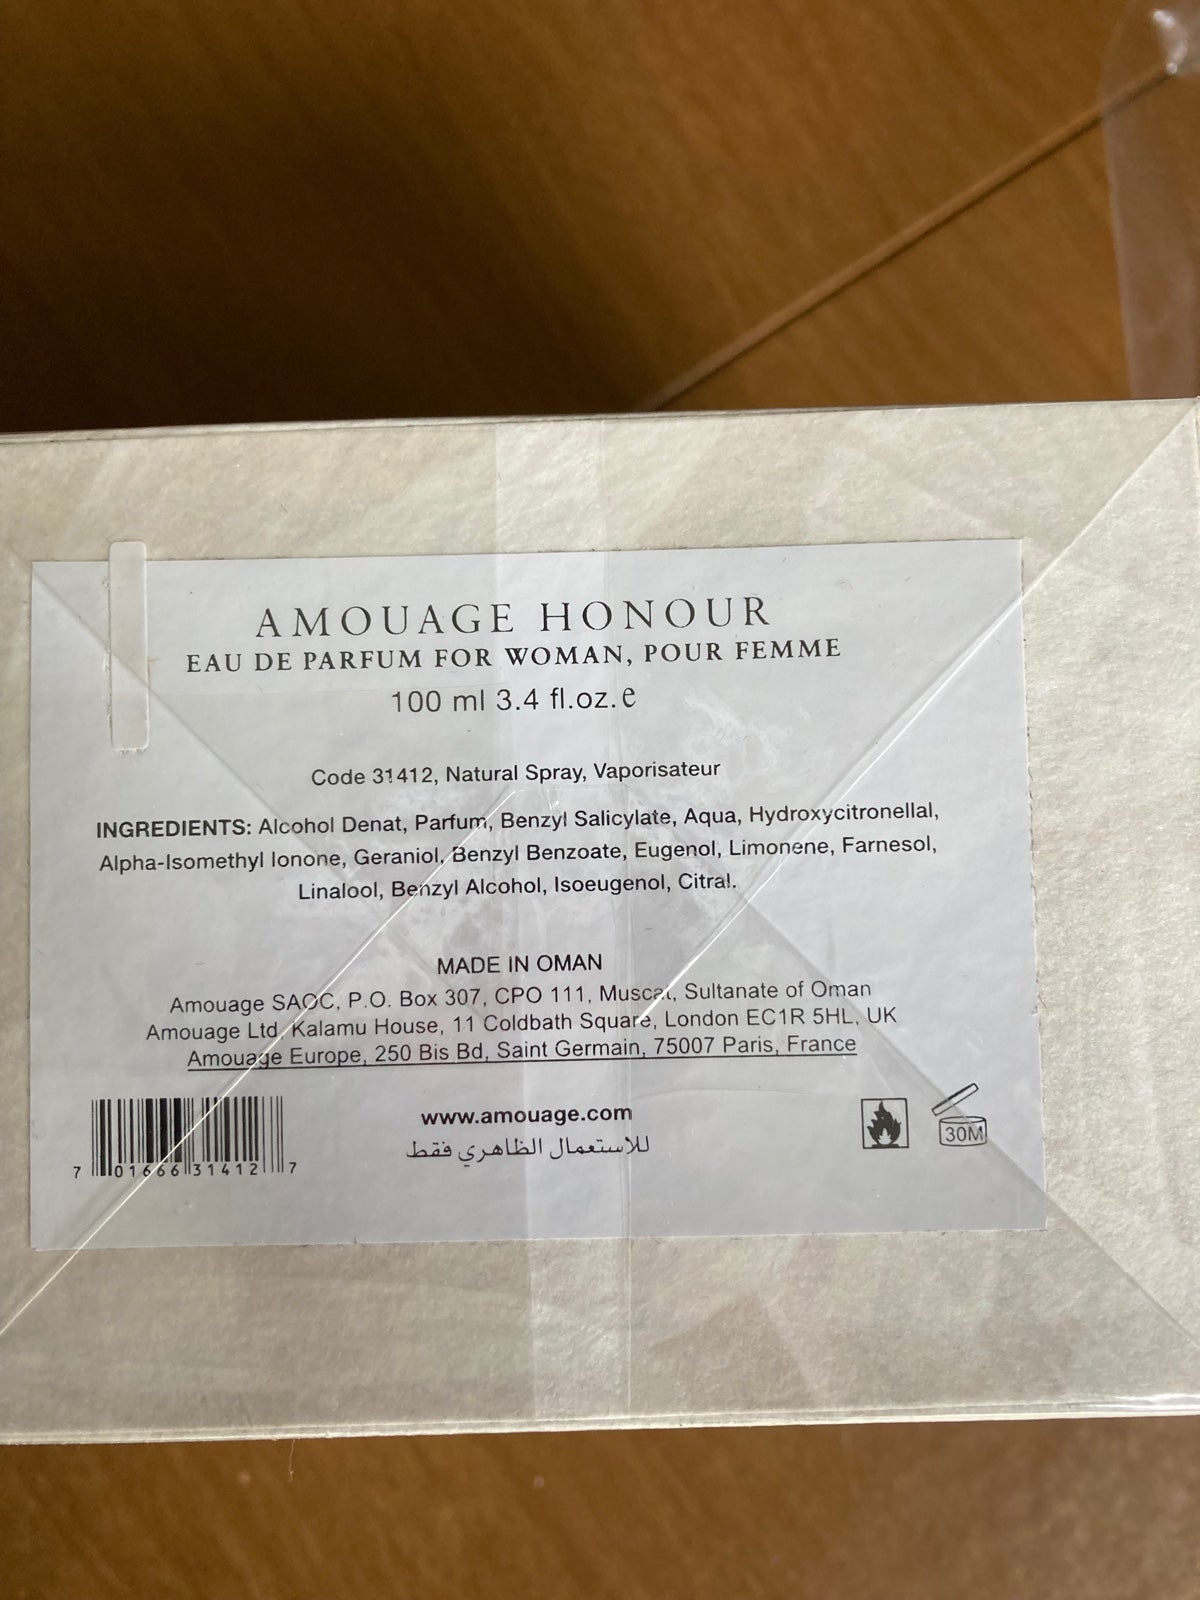 AMOUAGE HONOUR
EAU DE PARFUM FOR WOMAN, POUR FEMME
100 ml 3.4 fl.oz. e
Code 31412, Natural Spray, Vaporisateur
INGREDIENTS: Alcohol Denat, Parfum, Benzyl Salicylate, Aqua, Hydroxycitronellal,
Alpha-Isomethyl Ionone, Geraniol, Benzyl Benzoate, Eugenol, Limonene, Farnesol,
Linalool, Benzyl Alcohol, Isoeugenol, Citral.
MADE IN OMAN
Amouage SAOC, P.O. Box 307, CPO 111, Muscat, Sultanate of Oman
Amouage Ltd, Kalamu House, 11 Coldbath Square, London EC1R 5HL, UK
Amouage Europe, 250 Bis Bd, Saint Germain, 75007 Paris, France
www.amouage.com
للاستعمال الظاهري فقط
7 01666 31412 7
30M